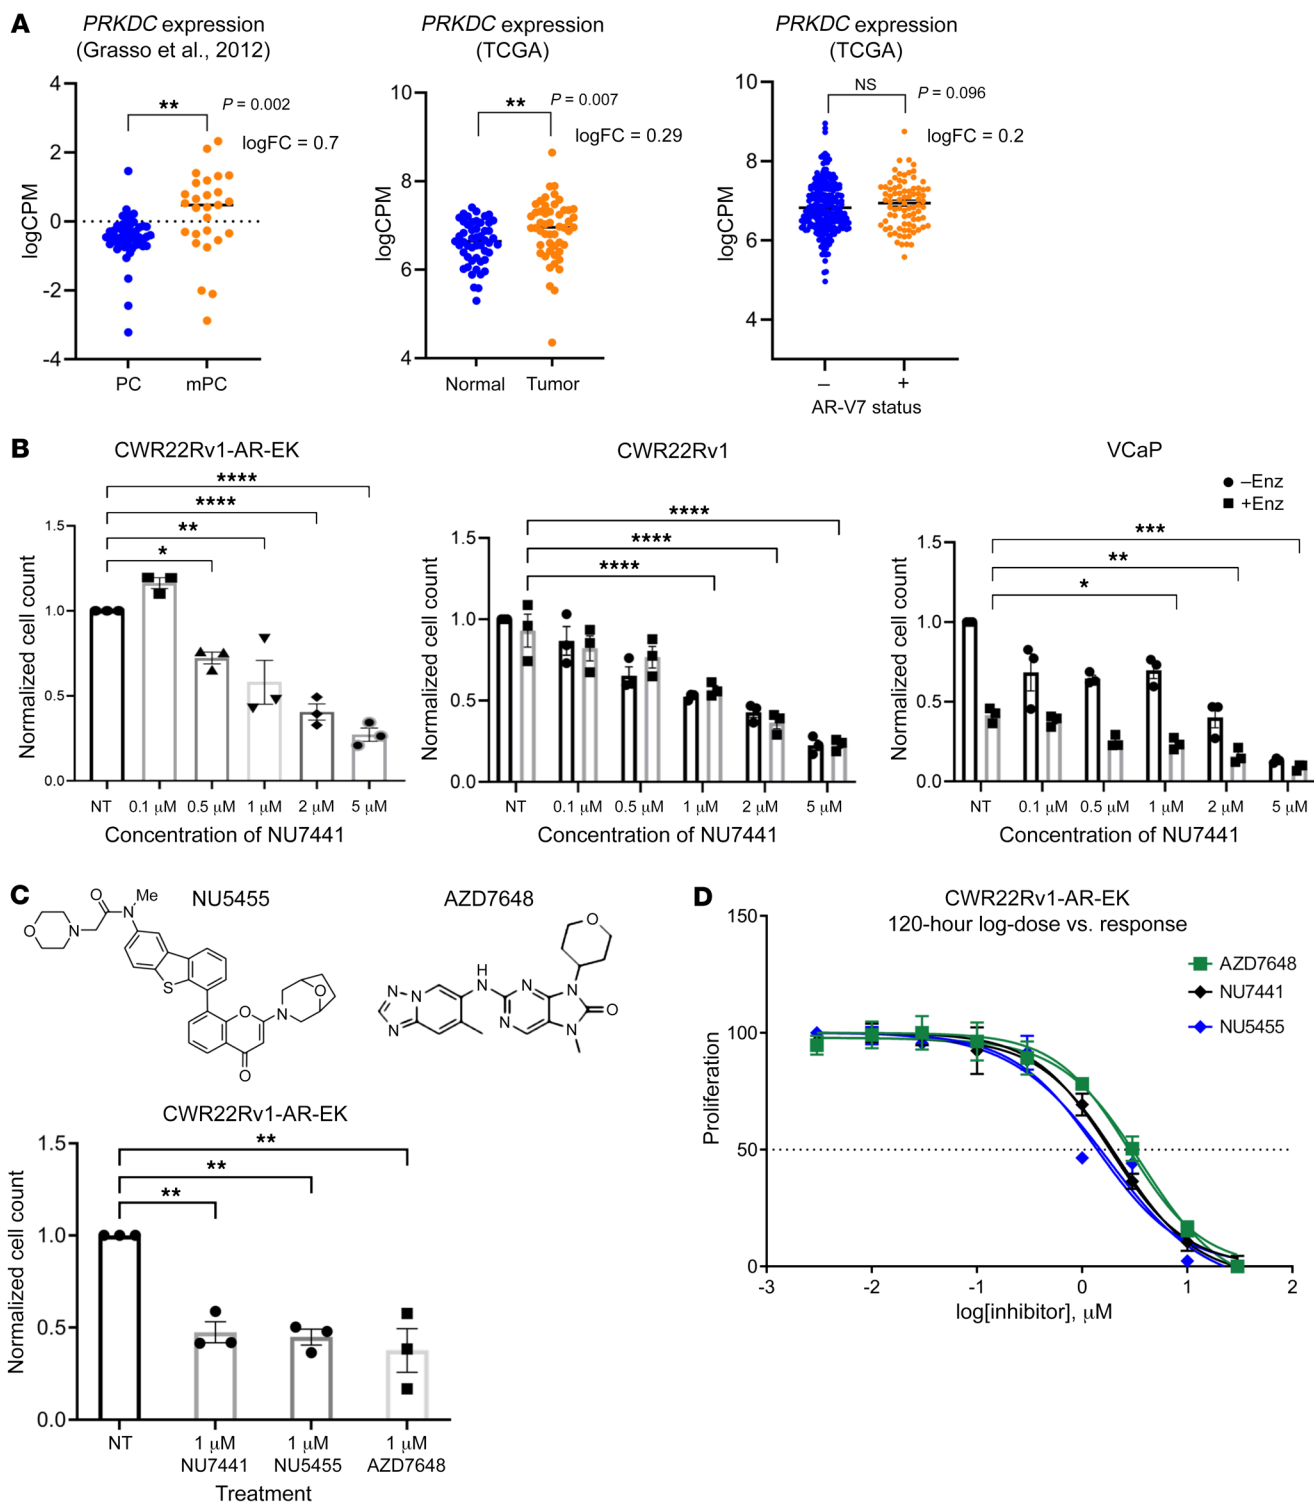 A
PRKDC expression
(Grasso et al., 2012)
**
P = 0.002
logFC = 0.7
logCPM
4
2
0
-2
-4
PC
mPC
PRKDC expression
(TCGA)
**
P = 0.007
logFC = 0.29
logCPM
10
8
6
4
Normal
Tumor
PRKDC expression
(TCGA)
NS
P = 0.096
logFC = 0.2
logCPM
10
8
6
4
–
+
AR-V7 status
B
CWR22Rv1-AR-EK
****
****
**
*
Normalized cell count
1.5
1.0
0.5
0.0
NT
0.1 μM
0.5 μM
1 μM
2 μM
5 μM
Concentration of NU7441
CWR22Rv1
****
****
****
Normalized cell count
1.5
1.0
0.5
0.0
NT
0.1 μM
0.5 μM
1 μM
2 μM
5 μM
Concentration of NU7441
VCaP
–Enz
+Enz
***
**
*
Normalized cell count
1.5
1.0
0.5
0.0
NT
0.1 μM
0.5 μM
1 μM
2 μM
5 μM
Concentration of NU7441
C
NU5455
O
N
O
N
Me
S
O
N
O
O
AZD7648
O
H
N
N
N
N
N
N
N
N
N
O
CWR22Rv1-AR-EK
**
**
**
Normalized cell count
1.5
1.0
0.5
0.0
NT
1 μM
NU7441
1 μM
NU5455
1 μM
AZD7648
Treatment
D
CWR22Rv1-AR-EK
120-hour log-dose vs. response
AZD7648
NU7441
NU5455
Proliferation
150
100
50
0
-3
-2
-1
0
1
2
log[inhibitor], μM